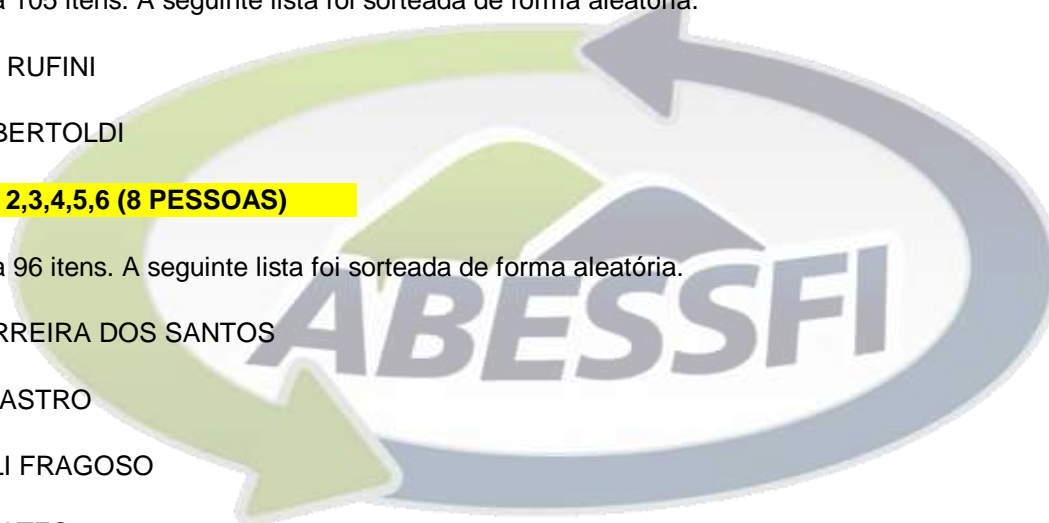 a 105 itens. A seguinte lista foi sorteada de forma aleatória.
RUFINI
BERTOLDI
2,3,4,5,6 (8 PESSOAS)
a 96 itens. A seguinte lista foi sorteada de forma aleatória.
RREIRA DOS SANTOS
ASTRO
ABESSFI
LI FRAGOSO